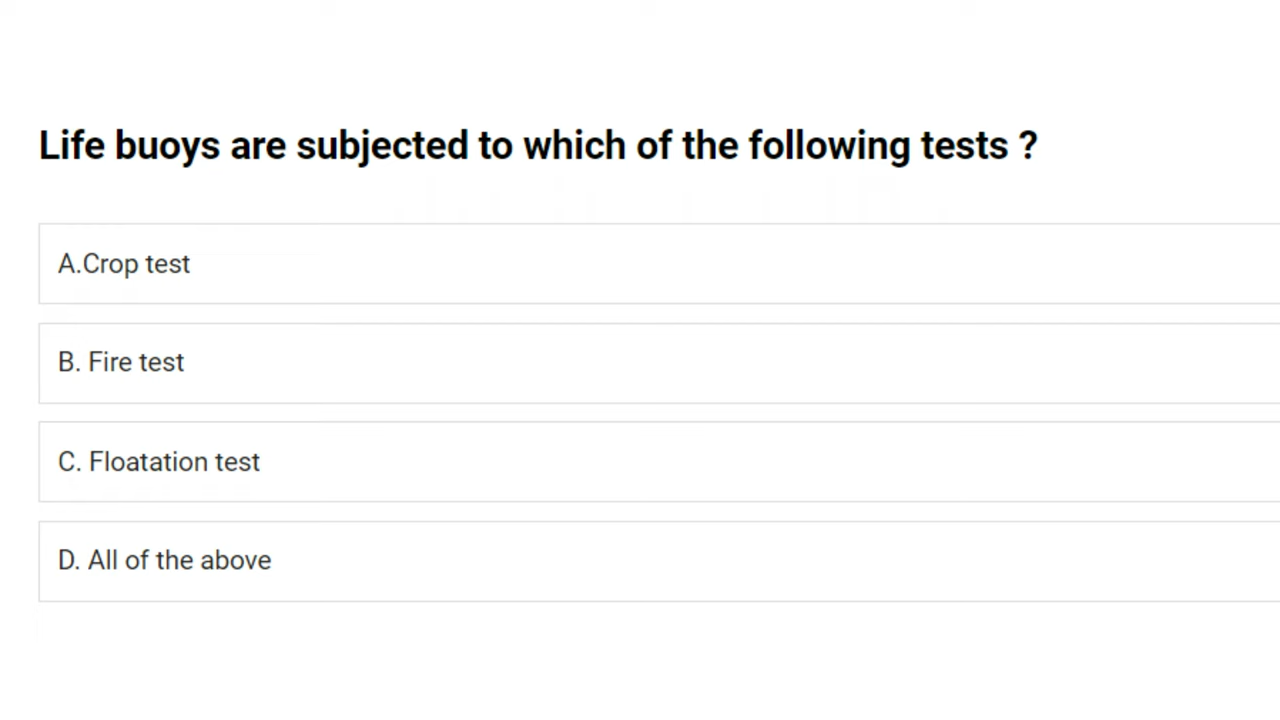 Life buoys are subjected to which of the following tests ?
A.Crop test
B. Fire test
C. Floatation test
D. All of the above